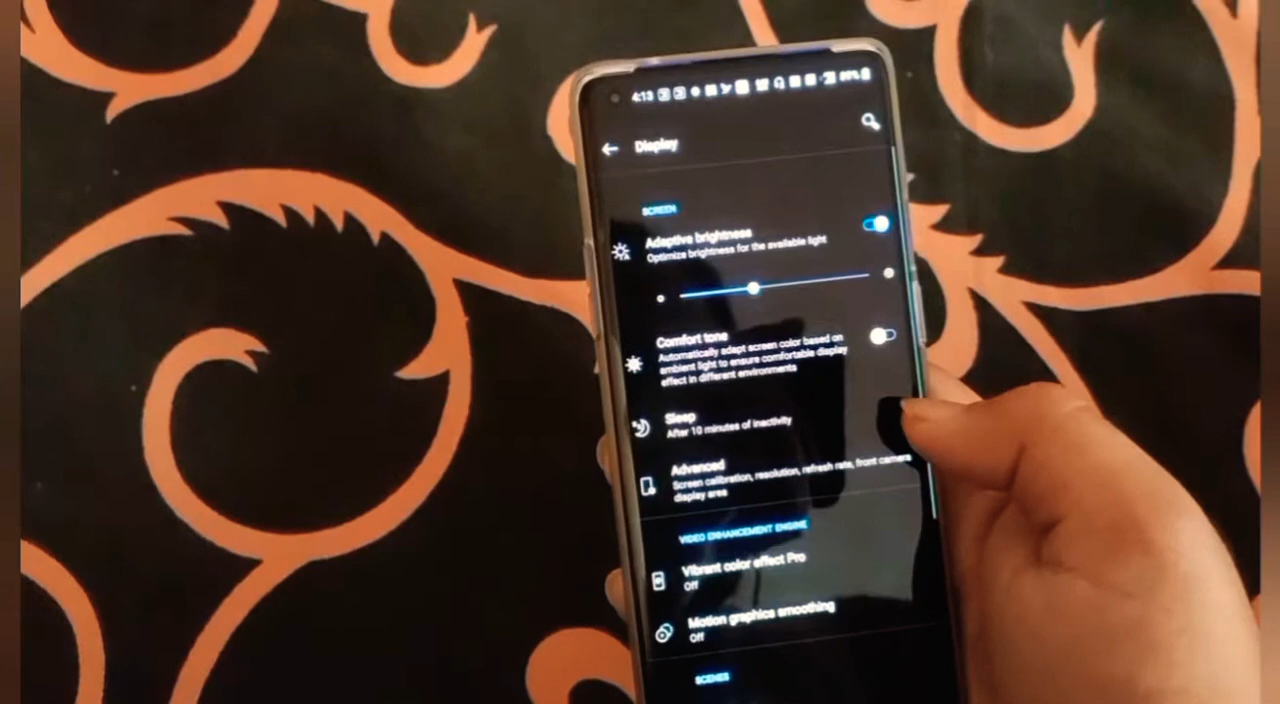 4:13
Display
SCREEN
Adaptive brightness
Optimize brightness for the available light
Comfort tone
Automatically adapt screen color based on
ambient light to ensure comfortable display
effect in different environments
Sleep
After 10 minutes of inactivity
Advanced
Screen calibration, resolution, refresh rate, front camera
display area
VIDEO ENHANCEMENT ENGINE
Vibrant color effect Pro
Off
Motion graphics smoothing
Off
SCENES